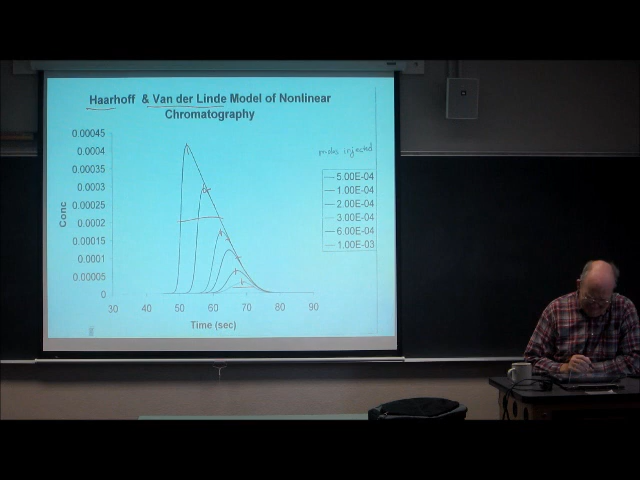 Haarhoff & Van der Linde Model of Nonlinear
Chromatography
0.00045
0.0004
0.00035
0.0003
0.00025
0.0002
0.00015
0.0001
0.00005
0
Conc
30 40 50 60 70 80 90
Time (sec)
injected
5.00E-04
1.00E-04
2.00E-04
3.00E-04
6.00E-04
1.00E-03